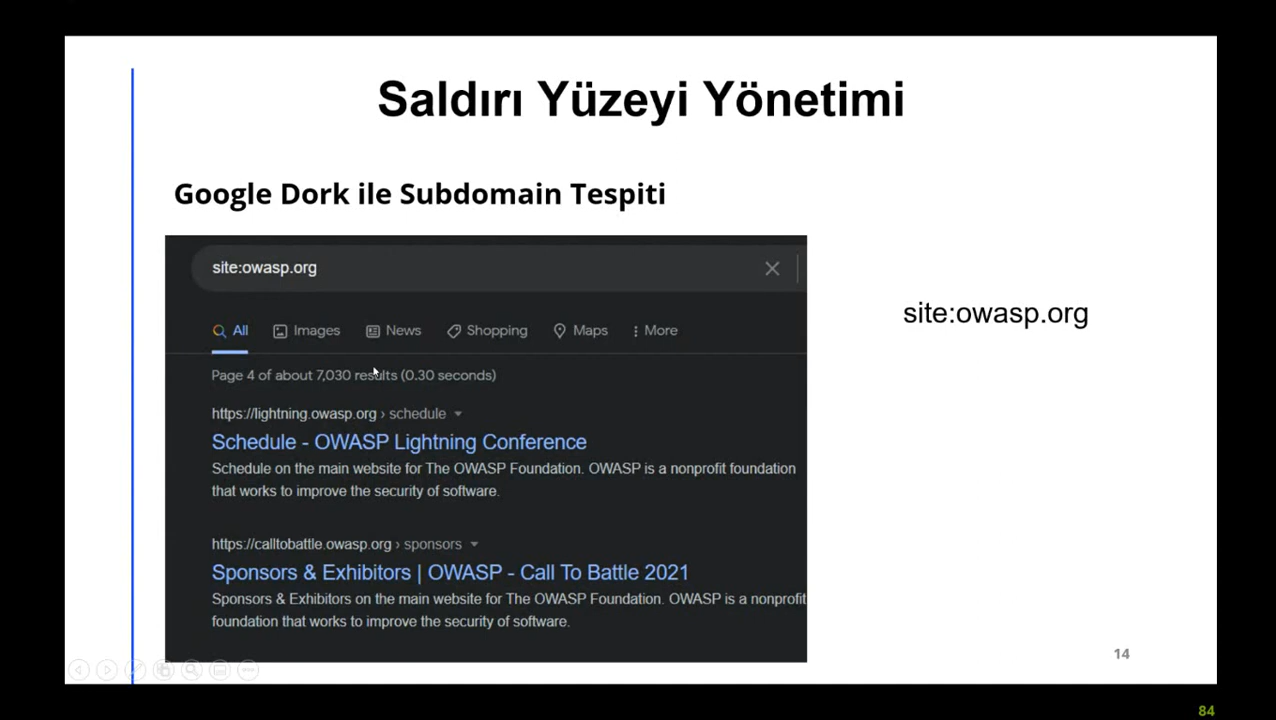 Saldırı Yüzeyi Yönetimi
Google Dork ile Subdomain Tespiti
site:owasp.org
All Images News Shopping Maps More
Page 4 of about 7,030 results (0.30 seconds)
https://lightning.owasp.org › schedule
Schedule - OWASP Lightning Conference
Schedule on the main website for The OWASP Foundation. OWASP is a nonprofit foundation
that works to improve the security of software.
https://calltobattle.owasp.org › sponsors
Sponsors & Exhibitors | OWASP - Call To Battle 2021
Sponsors & Exhibitors on the main website for The OWASP Foundation. OWASP is a nonprofit
foundation that works to improve the security of software.
site:owasp.org
14
84